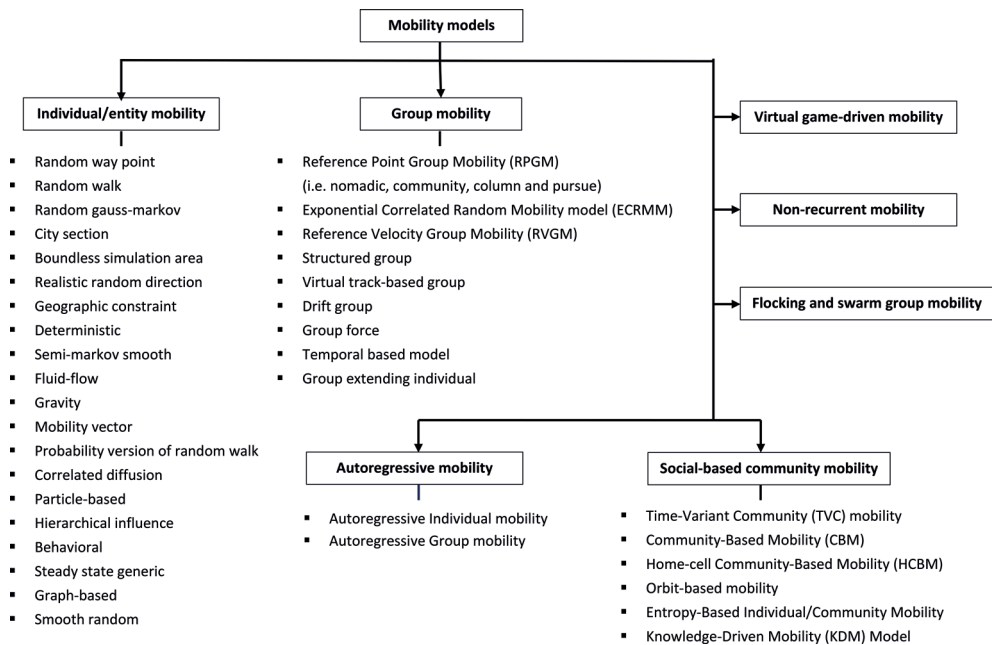 Mobility models
Individual/entity mobility
Random way point
Random walk
Random gauss-markov
City section
Boundless simulation area
Realistic random direction
Geographic constraint
Deterministic
Semi-markov smooth
Fluid-flow
Gravity
Mobility vector
Probability version of random walk
Correlated diffusion
Particle-based
Hierarchical influence
Behavioral
Steady state generic
Graph-based
Smooth random
Group mobility
Reference Point Group Mobility (RPGM)
(i.e. nomadic, community, column and pursue)
Exponential Correlated Random Mobility model (ECRMM)
Reference Velocity Group Mobility (RVGM)
Structured group
Virtual track-based group
Drift group
Group force
Temporal based model
Group extending individual
Virtual game-driven mobility
Non-recurrent mobility
Flocking and swarm group mobility
Autoregressive mobility
Autoregressive Individual mobility
Autoregressive Group mobility
Social-based community mobility
Time-Variant Community (TVC) mobility
Community-Based Mobility (CBM)
Home-cell Community-Based Mobility (HCBM)
Orbit-based mobility
Entropy-Based Individual/Community Mobility
Knowledge-Driven Mobility (KDM) Model